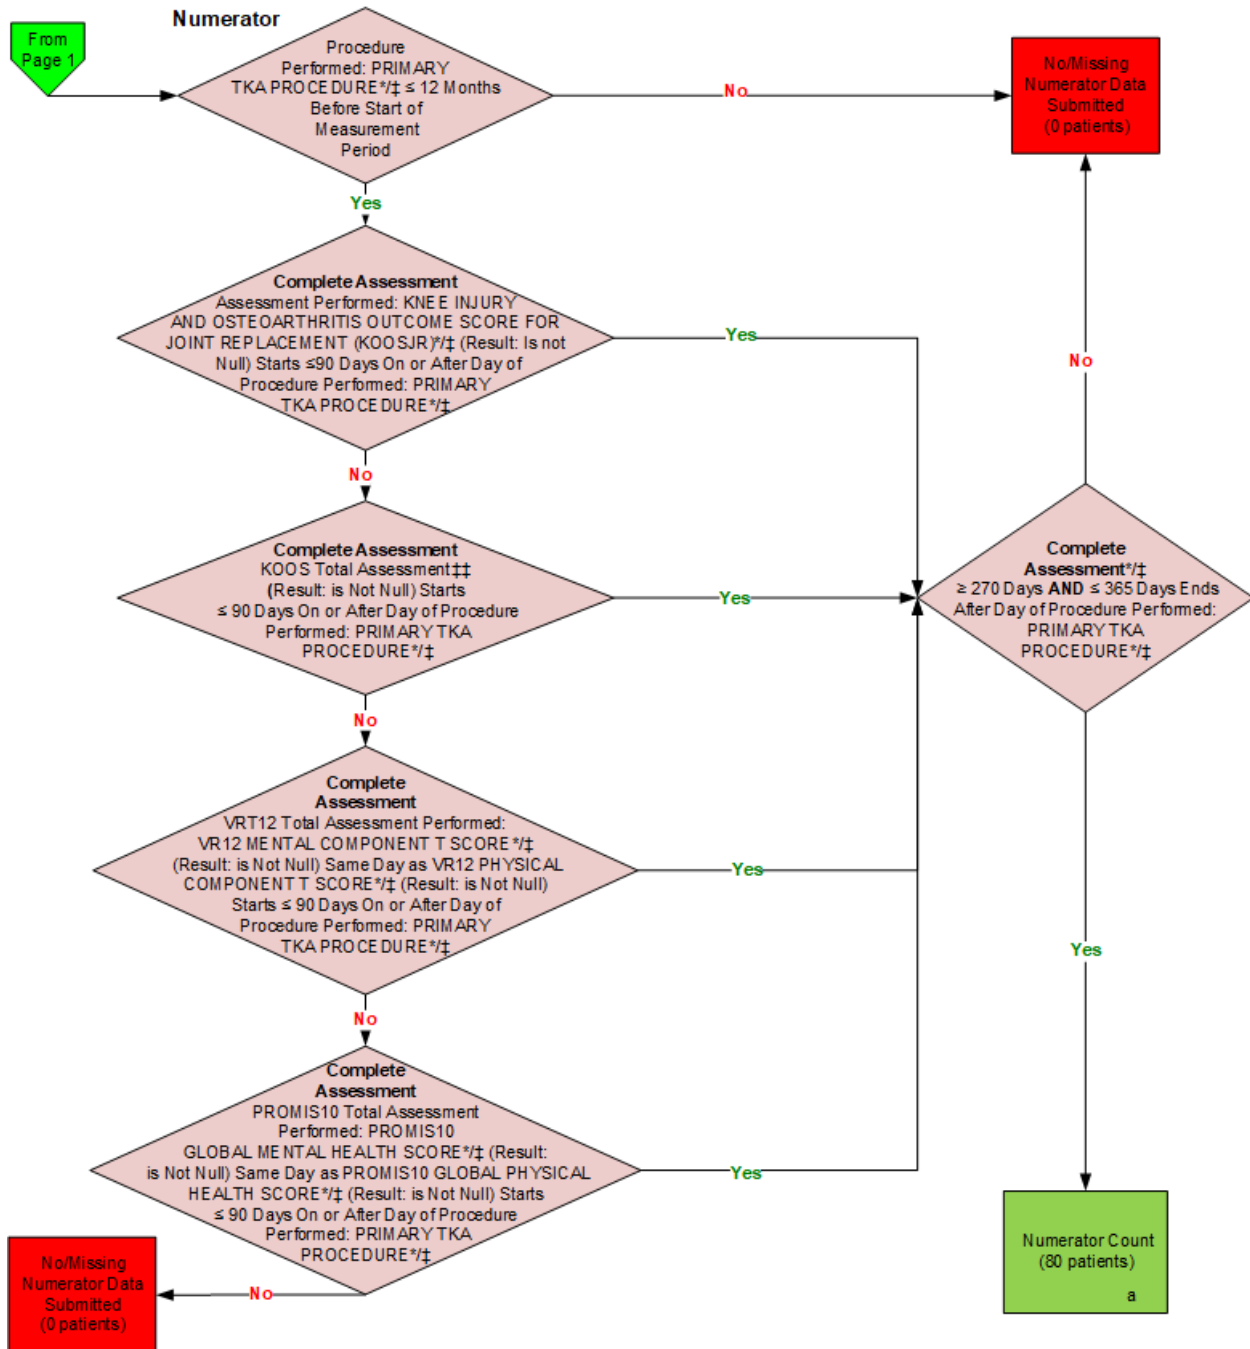 Numerator
From
Page 1
Procedure
Performed: PRIMARY
TKA PROCEDURE*/‡ ≤ 12 Months
Before Start of
Measurement
Period
No
No/Missing
Numerator Data
Submitted
(0 patients)
Yes
Complete Assessment
Assessment Performed: KNEE INJURY
AND OSTEOARTHRITIS OUTCOME SCORE FOR
JOINT REPLACEMENT (KOOSJR)*/‡ (Result: Is not
Null) Starts ≤90 Days On or After Day of
Procedure Performed: PRIMARY
TKA PROCEDURE*/‡
Yes
No
No
Complete Assessment
KOOS Total Assessment‡‡
(Result: is Not Null) Starts
≤ 90 Days On or After Day of Procedure
Performed: PRIMARY TKA
PROCEDURE*/‡
Yes
Complete
Assessment*/‡
≥ 270 Days AND ≤ 365 Days Ends
After Day of Procedure Performed:
PRIMARY TKA
PROCEDURE*/‡
No
Complete
Assessment
VRT12 Total Assessment Performed:
VR12 MENTAL COMPONENT T SCORE*/‡
(Result: is Not Null) Same Day as VR12 PHYSICAL
COMPONENT T SCORE*/‡ (Result: is Not Null)
Starts ≤ 90 Days On or After Day of
Procedure Performed: PRIMARY
TKA PROCEDURE*/‡
Yes
Yes
No
Complete
Assessment
PROMIS10 Total Assessment
Performed: PROMIS10
GLOBAL MENTAL HEALTH SCORE*/‡ (Result:
is Not Null) Same Day as PROMIS10 GLOBAL PHYSICAL
HEALTH SCORE*/‡ (Result: is Not Null) Starts
≤ 90 Days On or After Day of Procedure
Performed: PRIMARY TKA
PROCEDURE*/‡
Yes
No
No/Missing
Numerator Data
Submitted
(0 patients)
Numerator Count
(80 patients)
a